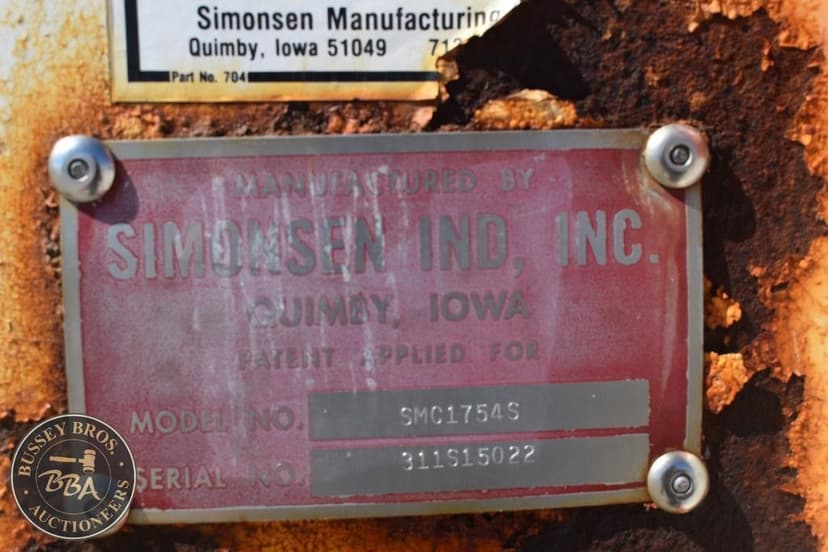 Simonsen Manufacturing
Quimby, Iowa 51049 712
Part No. 704
MANUFACTURED BY
SIMONSEN IND, INC.
QUIMBY, IOWA
PATENT APPLIED FOR
MODEL NO. SMC1754S
SERIAL NO. 311S15022
BUSSEY BROS.
BBA
AUCTIONEERS